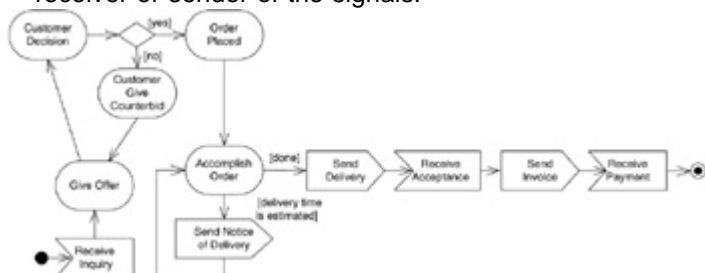 receiver or sender of the signals.
Customer
Decision
[yes]
Order
Placed
[no]
Customer
Give
Counterbid
Give Offer
Accomplish
Order
[done]
Send
Delivery
Receive
Acceptance
Send
Invoice
Receive
Payment
[delivery time
is estimated]
Send Notice
of Delivery
Receive
Inquiry